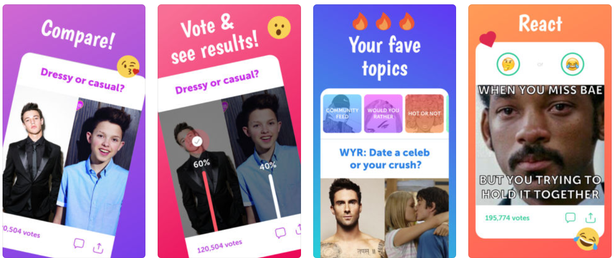 Compare!
Dressy or casual?
0,504 votes
Vote &
see results!
Dressy or casual?
60%
40%
120,504 votes
Your fave
topics
COMMUNITY
FEED
WOULD YOU
RATHER
HOT OR NOT
WYR: Date a celeb
or your crush?
React
or
WHEN YOU MISS BAE
BUT YOU TRYING TO
HOLD IT TOGETHER
195,774 votes